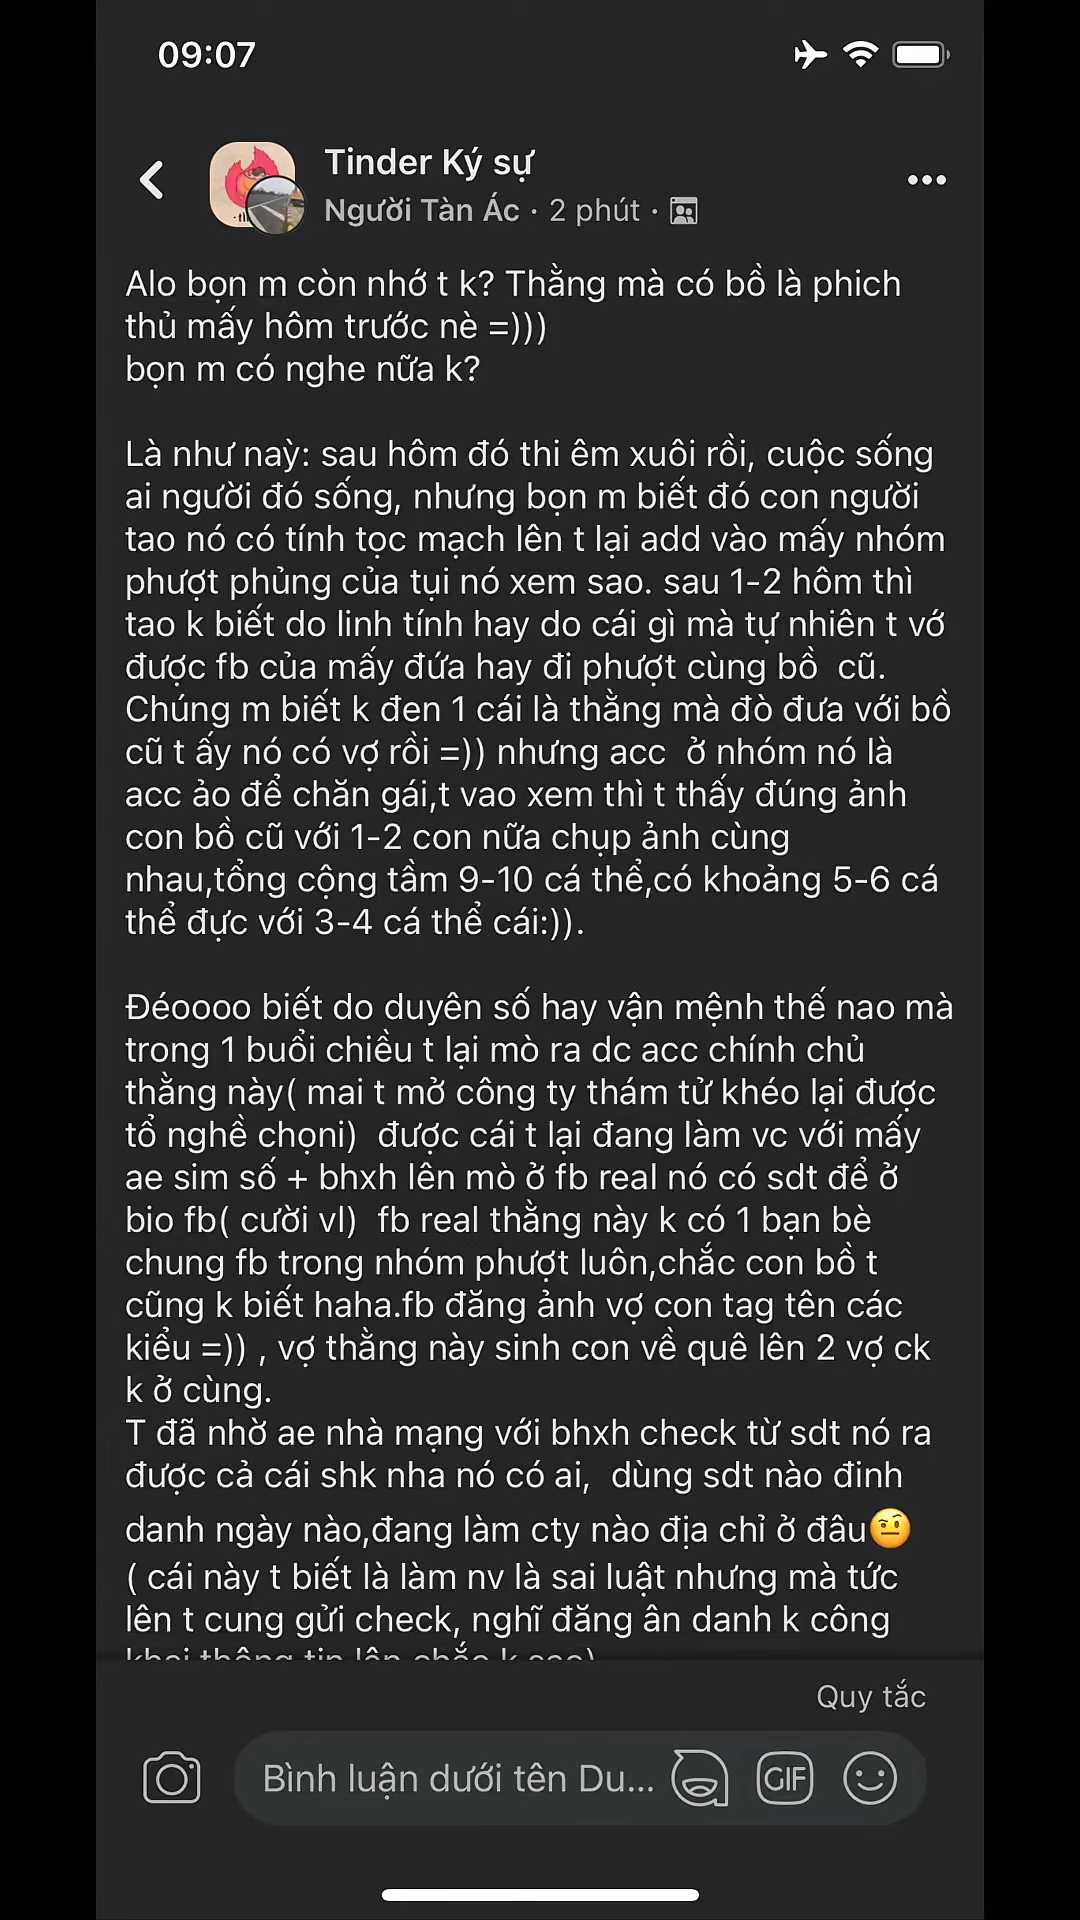 09:07
Tinder Ký sự
Người Tàn Ác · 2 phút ·
Alo bọn m còn nhớ t k? Thằng mà có bồ là phich
thủ mấy hôm trước nè =)))
bọn m có nghe nữa k?
Là như naỳ: sau hôm đó thi êm xuôi rồi, cuộc sống
ai người đó sống, nhưng bọn m biết đó con người
tao nó có tính tọc mạch lên t lại add vào mấy nhóm
phượt phủng của tụi nó xem sao. sau 1-2 hôm thì
tao k biết do linh tính hay do cái gì mà tự nhiên t vớ
được fb của mấy đứa hay đi phượt cùng bồ cũ.
Chúng m biết k đen 1 cái là thằng mà đò đưa với bồ
cũ t ấy nó có vợ rồi =)) nhưng acc ở nhóm nó là
acc ảo để chăn gái,t vao xem thì t thấy đúng ảnh
con bồ cũ với 1-2 con nữa chụp ảnh cùng
nhau,tổng cộng tầm 9-10 cá thể,có khoảng 5-6 cá
thể đực với 3-4 cá thể cái:)).
Đéoooo biết do duyên số hay vận mệnh thế nao mà
trong 1 buổi chiều t lại mò ra dc acc chính chủ
thằng này( mai t mở công ty thám tử khéo lại được
tổ nghề chọni) được cái t lại đang làm vc với mấy
ae sim số + bhxh lên mò ở fb real nó có sdt để ở
bio fb( cười vl) fb real thằng này k có 1 bạn bè
chung fb trong nhóm phượt luôn,chắc con bồ t
cũng k biết haha.fb đăng ảnh vợ con tag tên các
kiểu =)) , vợ thằng này sinh con về quê lên 2 vợ ck
k ở cùng.
T đã nhờ ae nhà mạng với bhxh check từ sdt nó ra
được cả cái shk nha nó có ai, dùng sdt nào đinh
danh ngày nào,đang làm cty nào địa chỉ ở đâu🤨
( cái này t biết là làm nv là sai luật nhưng mà tức
lên t cung gửi check, nghĩ đăng ân danh k công
khai thông tin lên chắc k sao)
Quy tắc
Bình luận dưới tên Du...
GIF